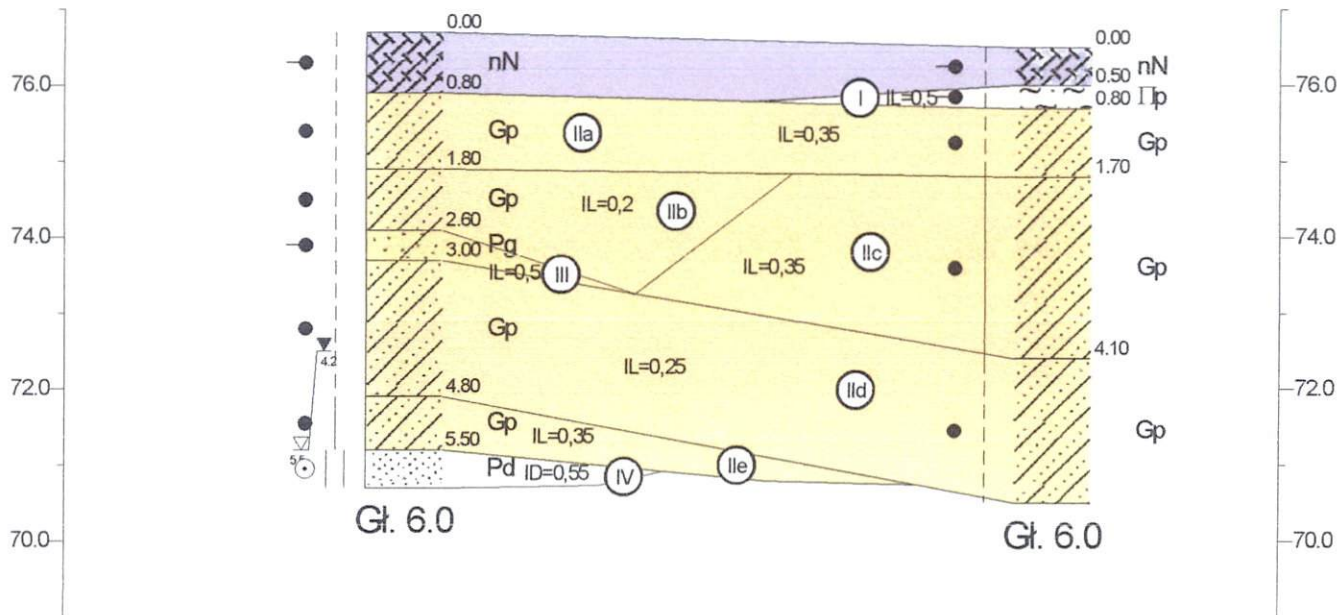 0.00
0.00
nN
nN
76.0
76.0
0.80
0.50
I
IL=0,5
0.80
Πp
Gp
IIa
IL=0,35
Gp
1.80
1.70
Gp
IL=0,2
IIb
2.60
74.0
74.0
Pg
3.00
IL=0,5
III
IL=0,35
IIc
Gp
Gp
4.2
4.10
IL=0,25
72.0
72.0
4.80
IId
Gp
IL=0,35
Gp
5.50
5.5
Pd
ID=0,55
IV
IIe
Gł. 6.0
Gł. 6.0
70.0
70.0